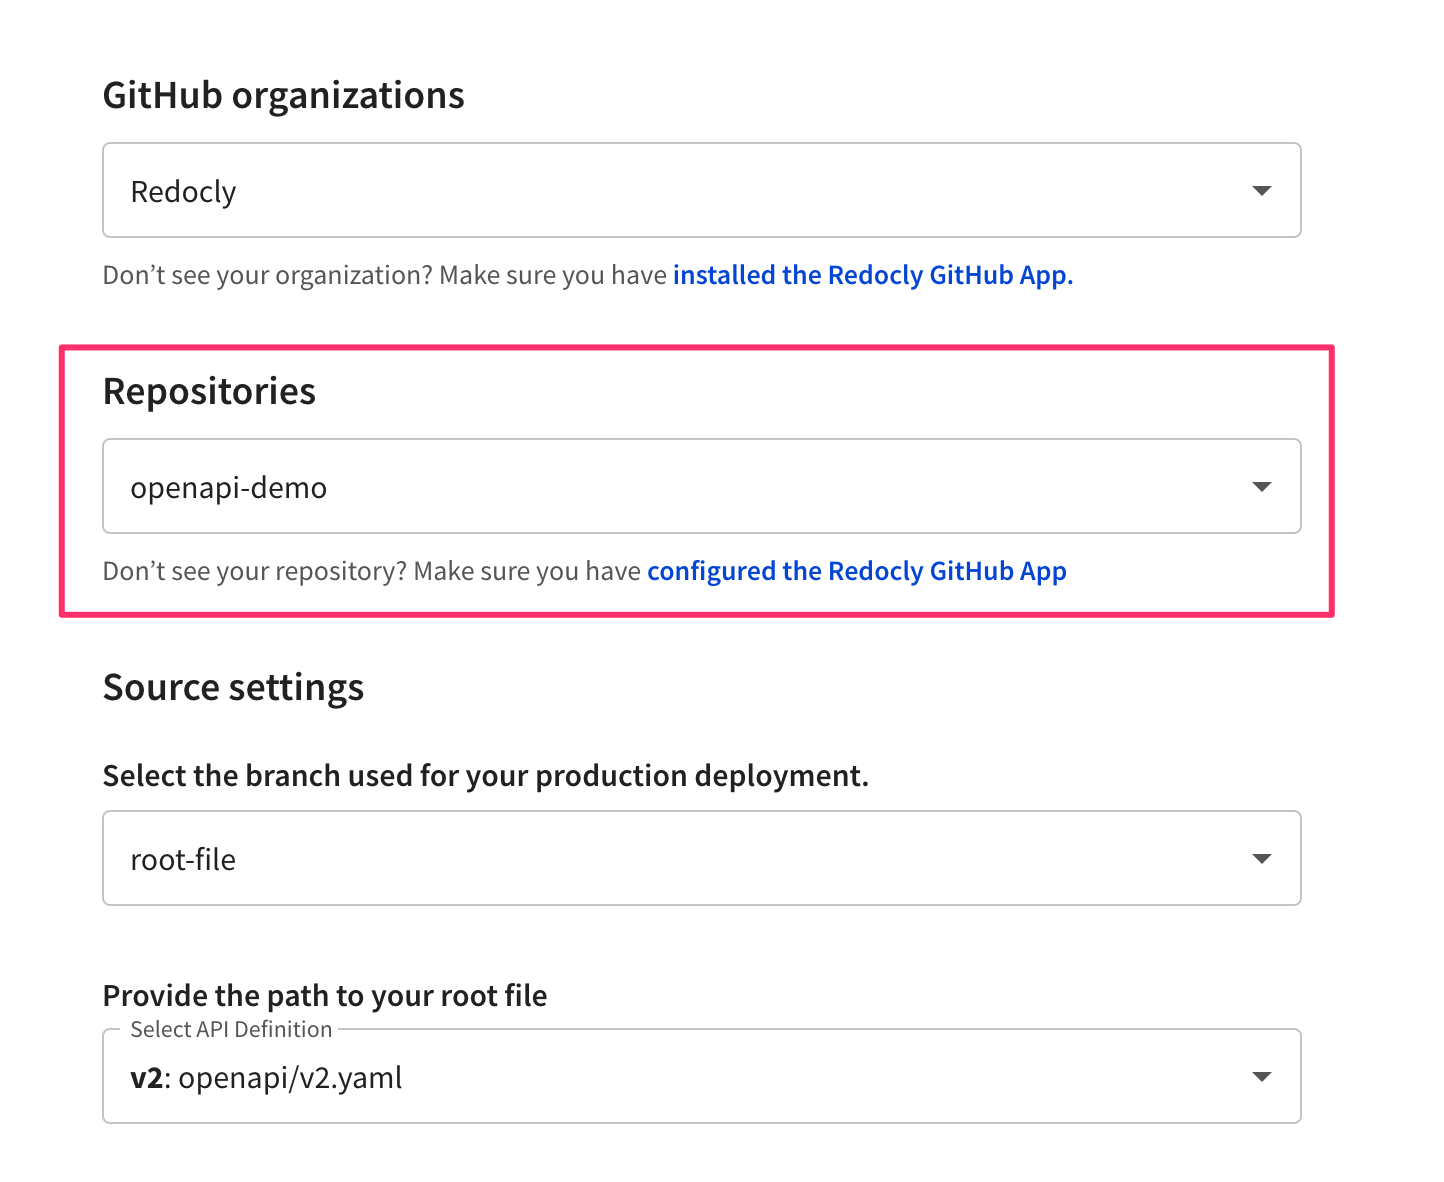 GitHub organizations
Redocly
Don’t see your organization? Make sure you have installed the Redocly GitHub App.
Repositories
openapi-demo
Don’t see your repository? Make sure you have configured the Redocly GitHub App
Source settings
Select the branch used for your production deployment.
root-file
Provide the path to your root file
Select API Definition
v2: openapi/v2.yaml